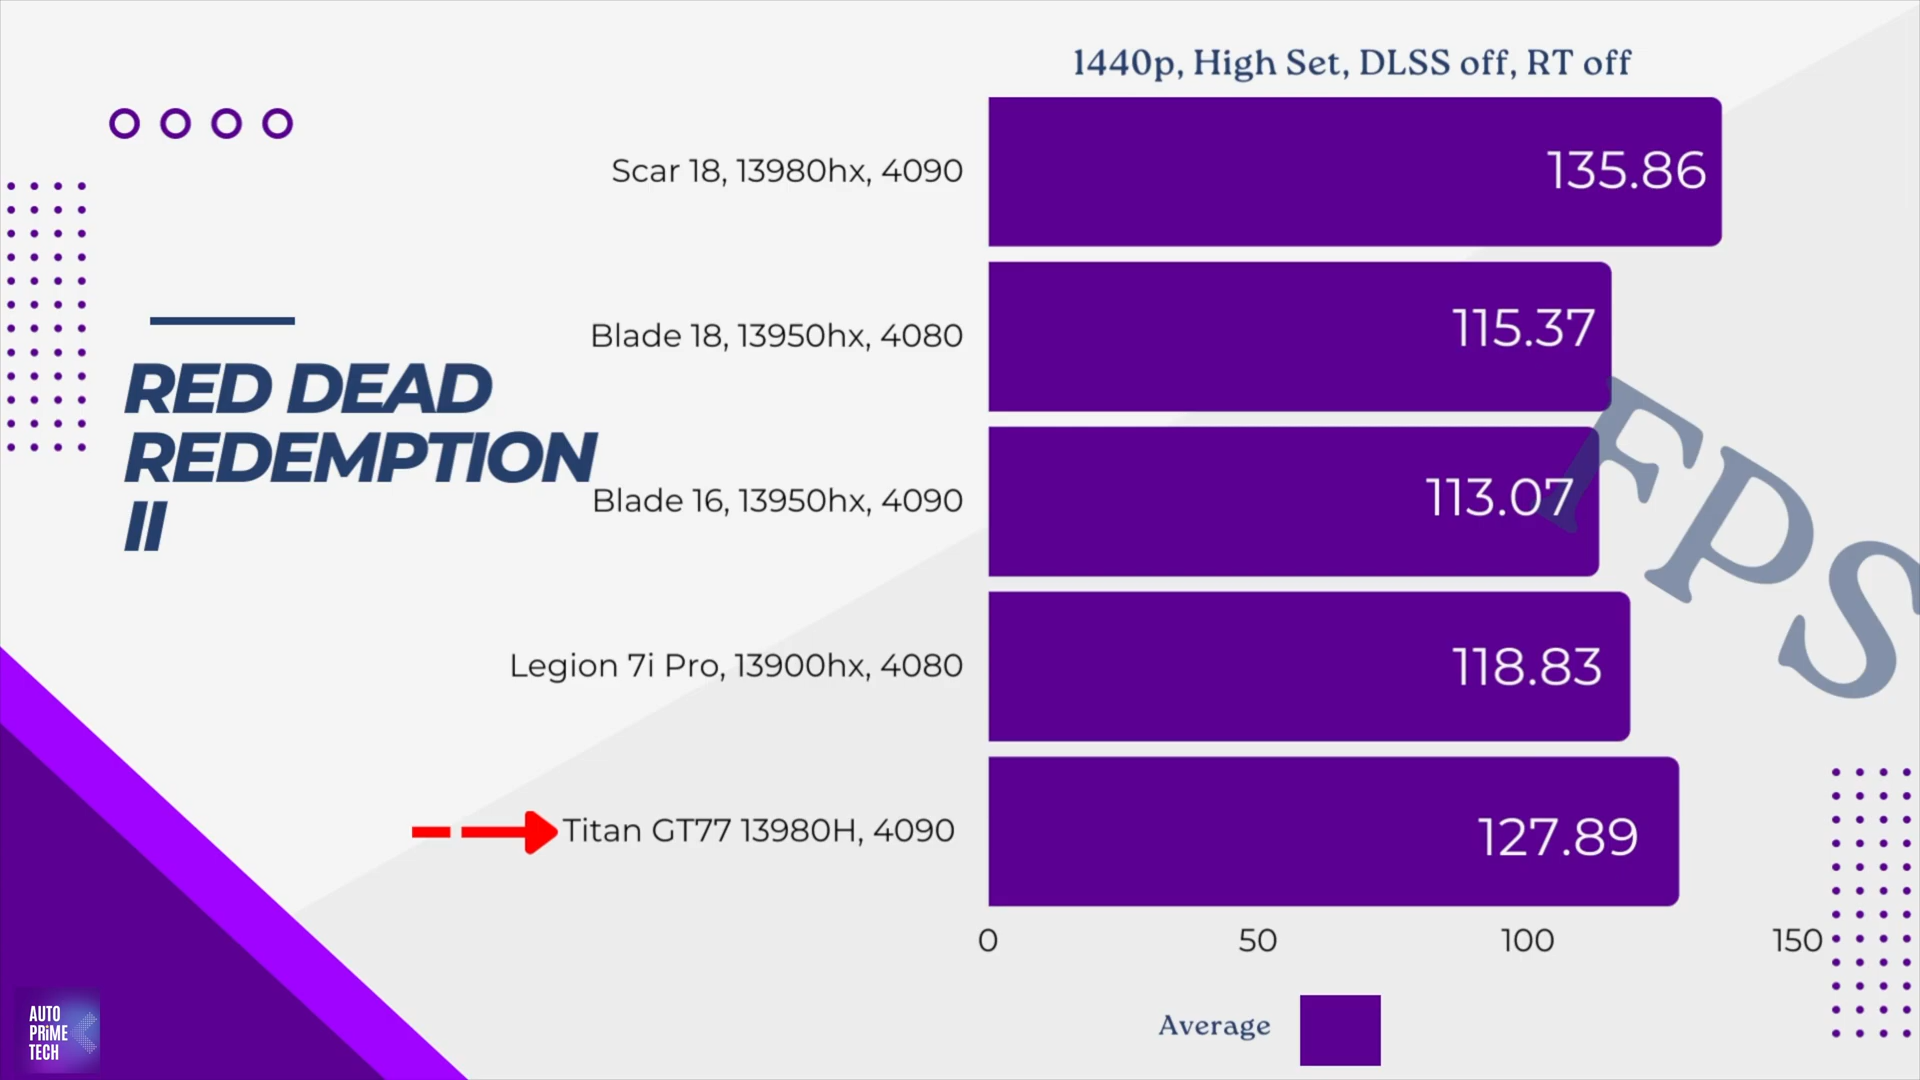 1440p, High Set, DLSS off, RT off
RED DEAD
REDEMPTION
II
Scar 18, 13980hx, 4090
135.86
Blade 18, 13950hx, 4080
115.37
Blade 16, 13950hx, 4090
113.07
Legion 7i Pro, 13900hx, 4080
118.83
Titan GT77 13980H, 4090
127.89
FPS
0 50 100 150
Average
AUTO
PRiME
TECH